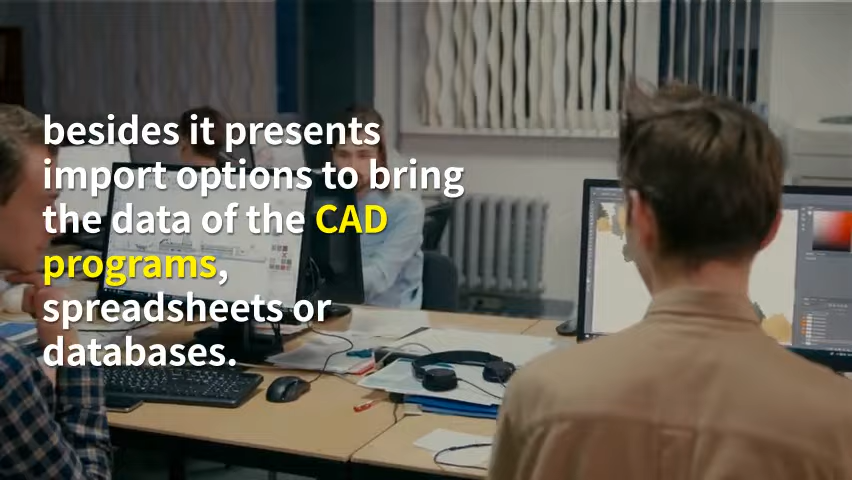 besides it presents
import options to bring
the data of the CAD
programs,
spreadsheets or
databases.